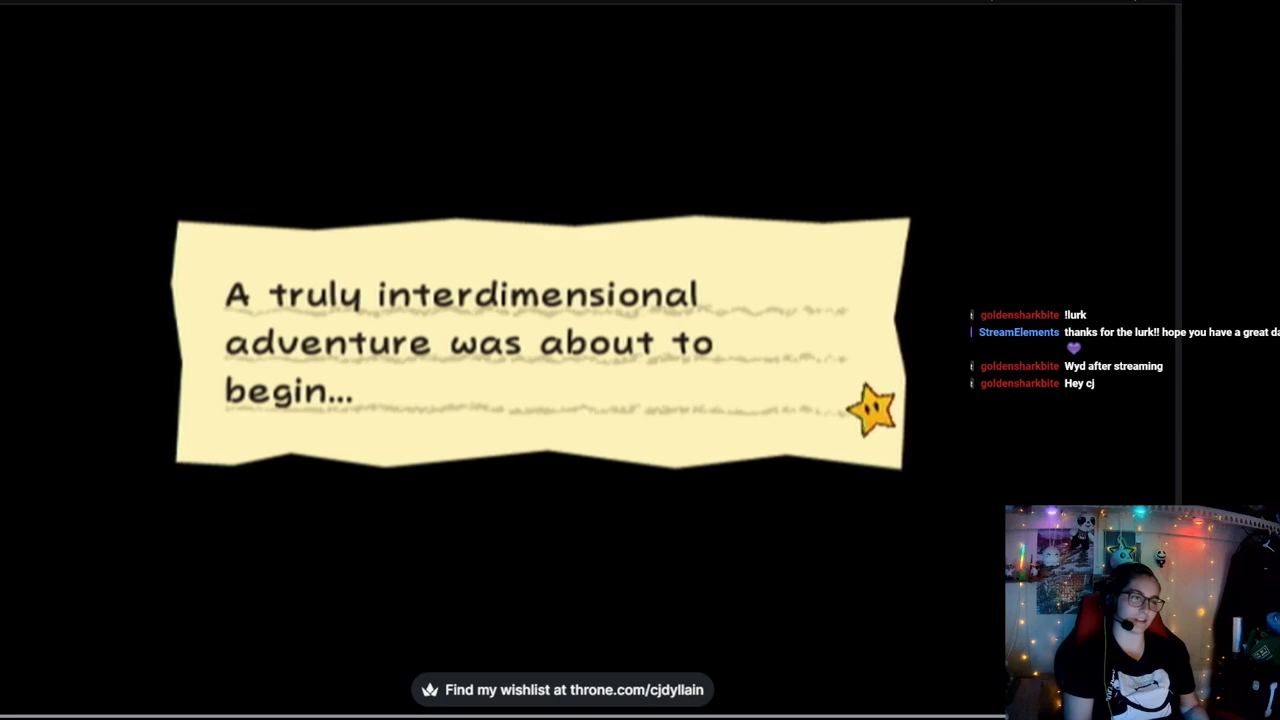 A truly interdimensional
adventure was about to
begin...
goldensharkbite !lurk
StreamElements thanks for the lurk!! hope you have a great
goldensharkbite Wyd after streaming
goldensharkbite Hey cj
Find my wishlist at throne.com/cjdyllain